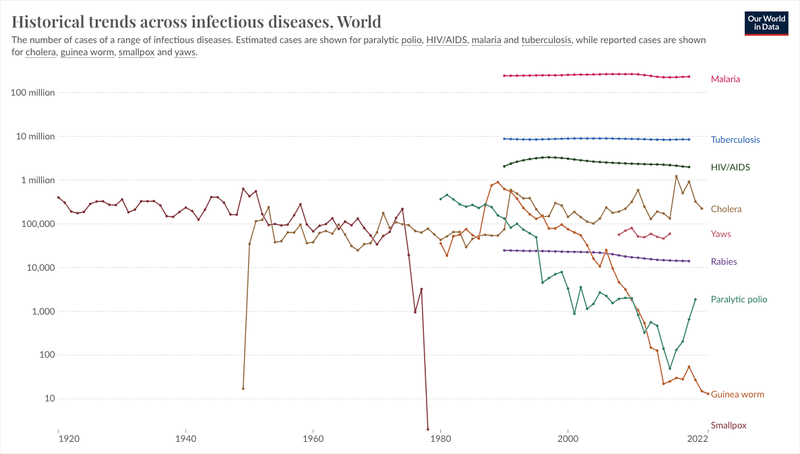 Historical trends across infectious diseases, World
Our World
in Data
The number of cases of a range of infectious diseases. Estimated cases are shown for paralytic polio, HIV/AIDS, malaria and tuberculosis, while reported cases are shown
for cholera, guinea worm, smallpox and yaws.
100 million
10 million
1 million
100,000
10,000
1,000
100
10
Malaria
Tuberculosis
HIV/AIDS
Cholera
Yaws
Rabies
Paralytic polio
Guinea worm
Smallpox
1920
1940
1960
1980
2000
2022